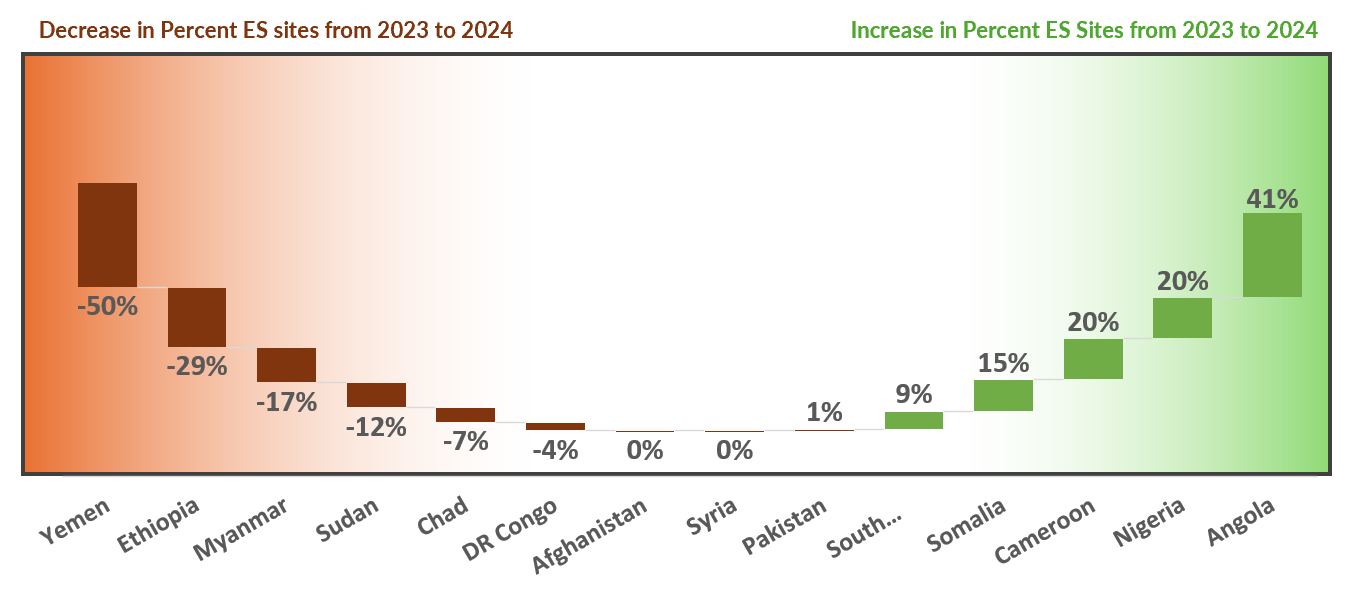 Decrease in Percent ES sites from 2023 to 2024
Increase in Percent ES Sites from 2023 to 2024
-50%
-29%
-17%
-12%
-7%
-4%
0%
0%
1%
9%
15%
20%
20%
41%
Yemen
Ethiopia
Myanmar
Sudan
Chad
DR Congo
Afghanistan
Syria
Pakistan
South...
Somalia
Cameroon
Nigeria
Angola